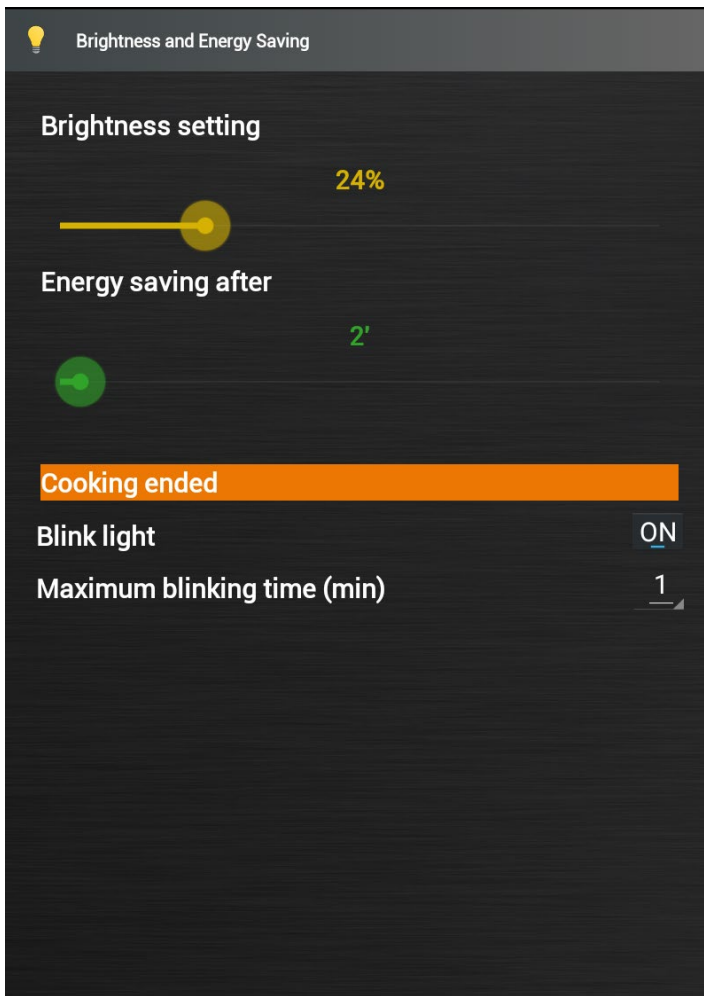 Brightness and Energy Saving
Brightness setting
24%
Energy saving after
2'
Cooking ended
Blink light ON
Maximum blinking time (min) 1